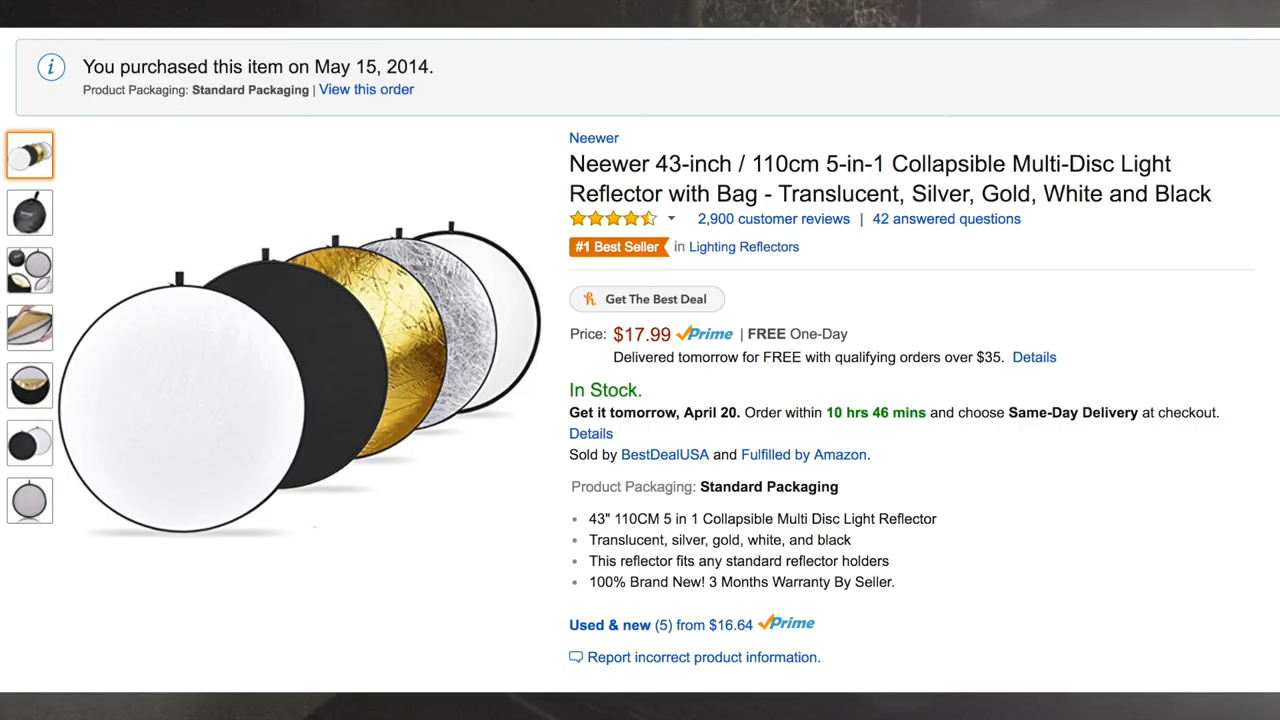 You purchased this item on May 15, 2014.
Product Packaging: Standard Packaging | View this order
Neewer
Neewer 43-inch / 110cm 5-in-1 Collapsible Multi-Disc Light
Reflector with Bag - Translucent, Silver, Gold, White and Black
2,900 customer reviews | 42 answered questions
#1 Best Seller in Lighting Reflectors
Get The Best Deal
Price: $17.99 Prime | FREE One-Day
Delivered tomorrow for FREE with qualifying orders over $35. Details
In Stock.
Get it tomorrow, April 20. Order within 10 hrs 46 mins and choose Same-Day Delivery at checkout.
Details
Sold by BestDealUSA and Fulfilled by Amazon.
Product Packaging: Standard Packaging
• 43" 110CM 5 in 1 Collapsible Multi Disc Light Reflector
• Translucent, silver, gold, white, and black
• This reflector fits any standard reflector holders
• 100% Brand New! 3 Months Warranty By Seller.
Used & new (5) from $16.64 Prime
Report incorrect product information.